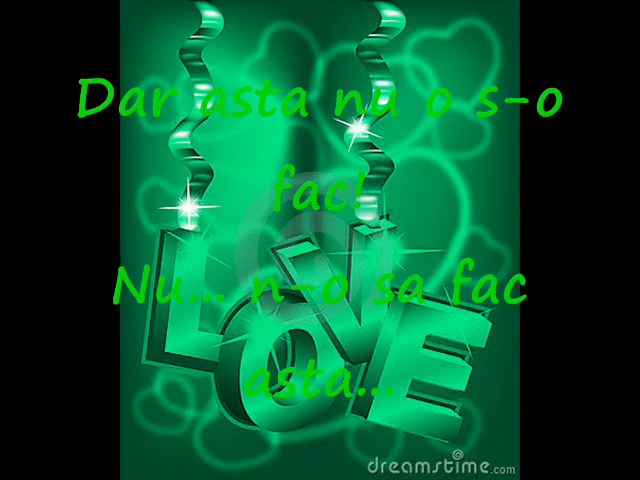 Dar asta nu o s-o
fac!
Nu... n-o sa fac
asta...
LOVE
dreamstime.com